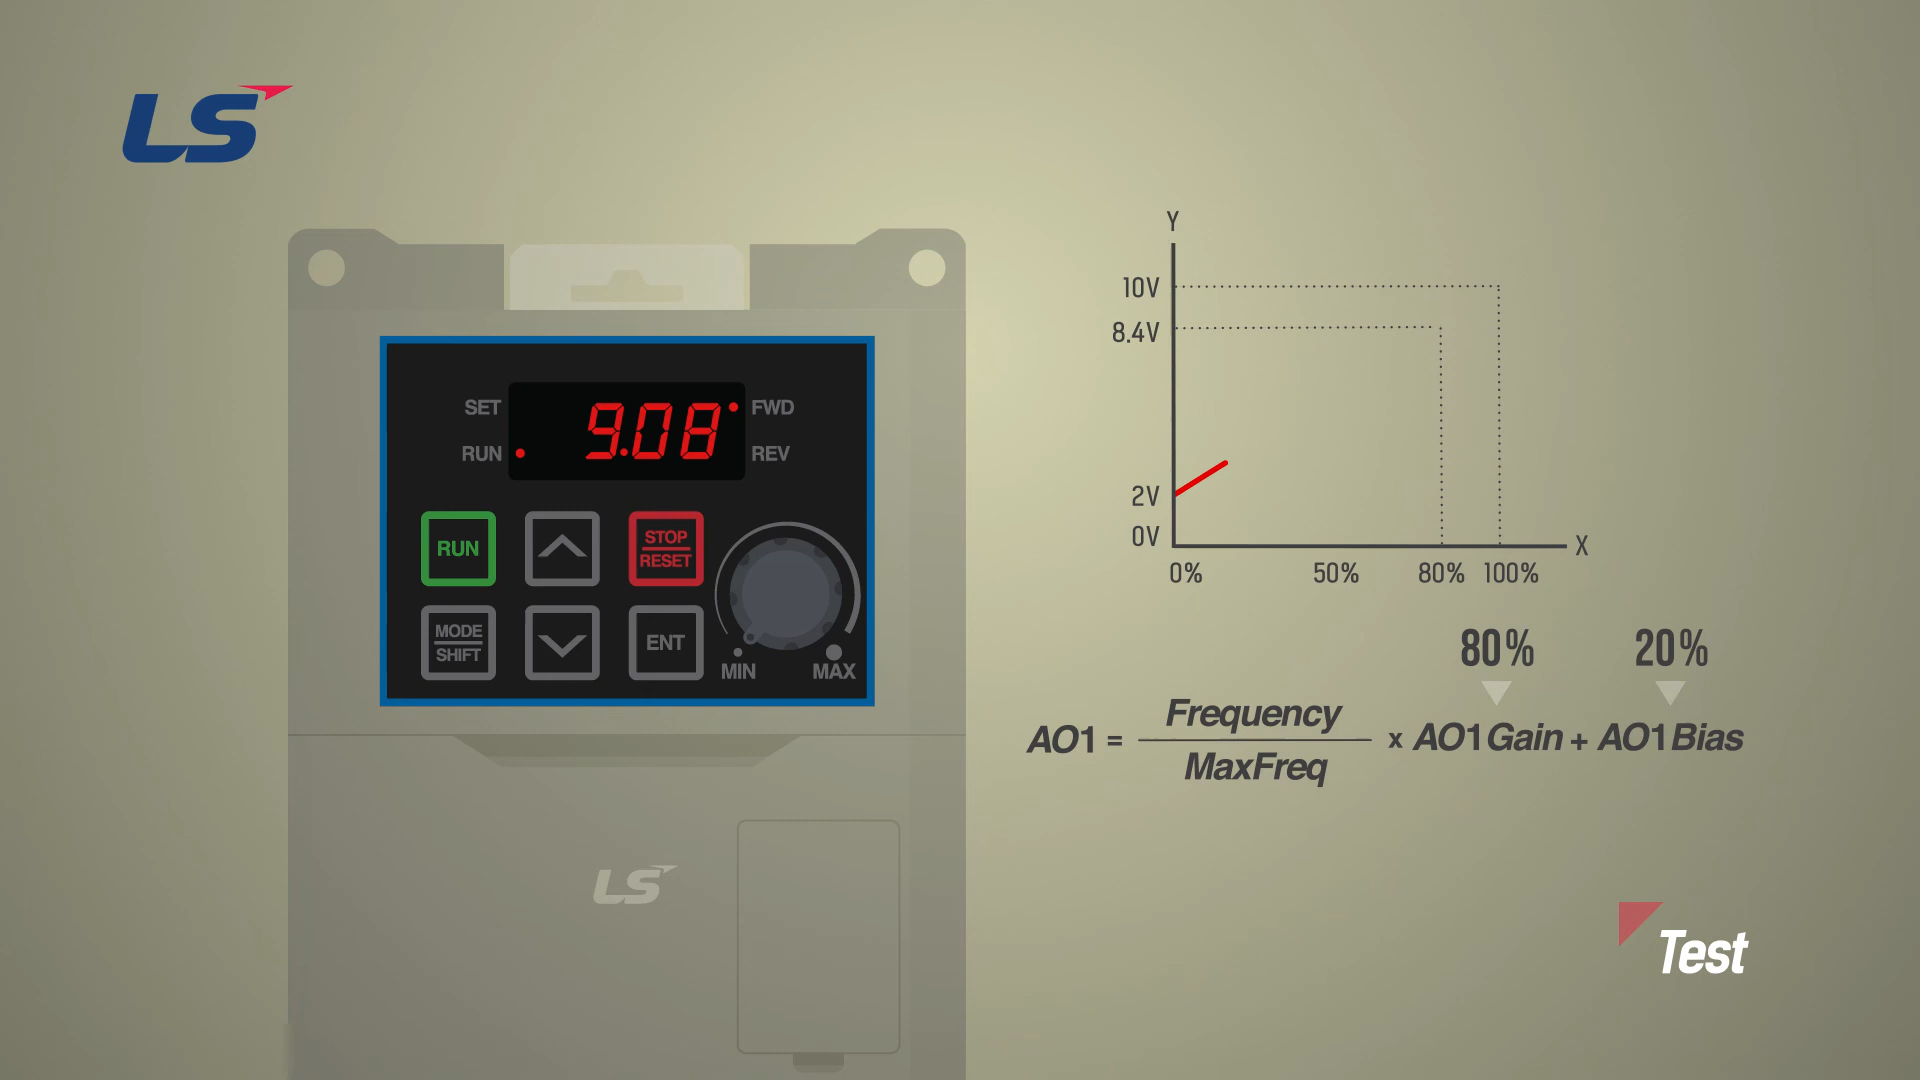 LS
SET
9.08
FWD
RUN
REV
RUN
STOP
RESET
MODE
SHIFT
ENT
MIN
MAX
LS
Y
10V
8.4V
2V
0V
X
0%
50%
80%
100%
80%
20%
AO1 = Frequency
MaxFreq
x AO1Gain + AO1Bias
Test